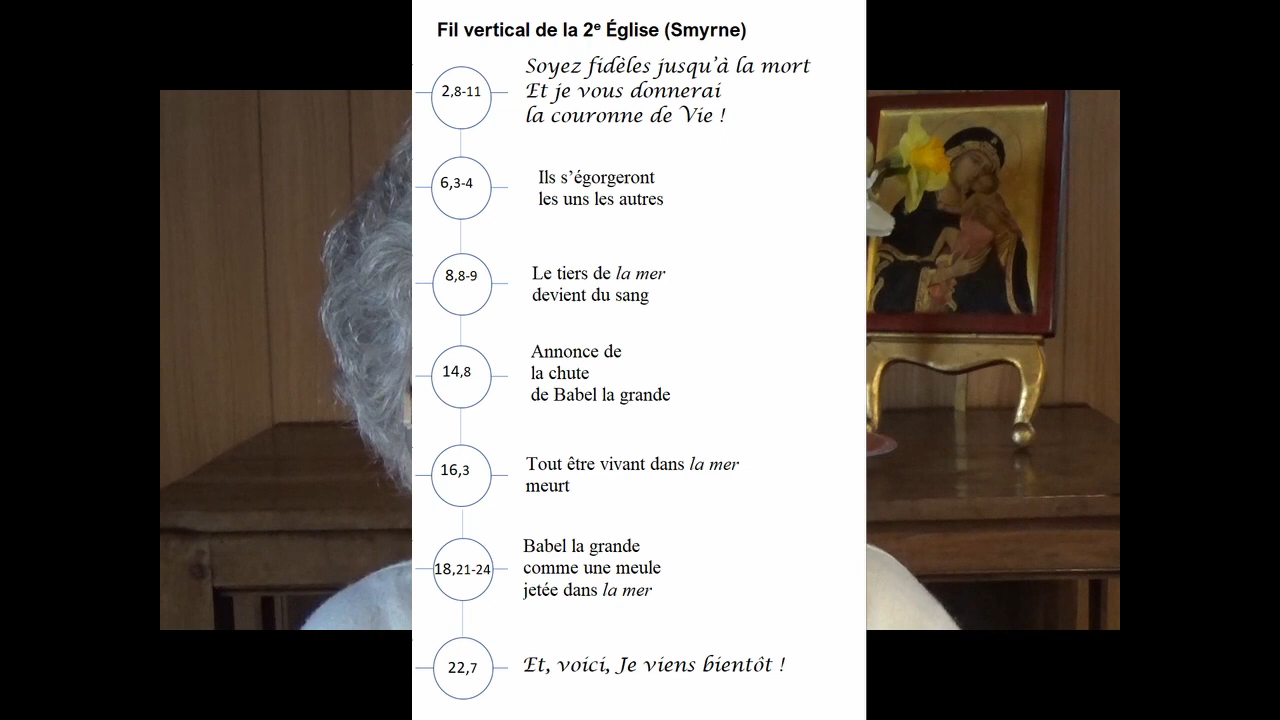 Fil vertical de la 2e Église (Smyrne)
2,8-11
Soyez fidèles jusqu'à la mort
Et je vous donnerai
la couronne de Vie !
6,3-4
Ils s'égorgeront
les uns les autres
8,8-9
Le tiers de la mer
devient du sang
14,8
Annonce de
la chute
de Babel la grande
16,3
Tout être vivant dans la mer
meurt
18,21-24
Babel la grande
comme une meule
jetée dans la mer
22,7
Et, voici, Je viens bientôt !